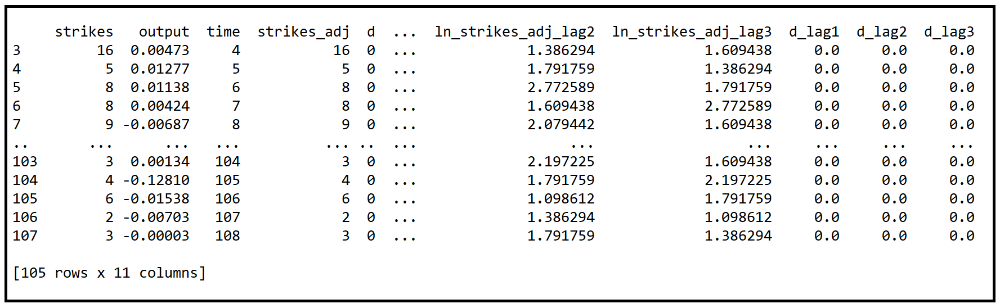 strikes   output  time  strikes_adj  d  ...  ln_strikes_adj_lag2  ln_strikes_adj_lag3  d_lag1  d_lag2  d_lag3
3         16  0.00473     4           16  0  ...             1.386294             1.609438     0.0     0.0     0.0
4          5  0.01277     5            5  0  ...             1.791759             1.386294     0.0     0.0     0.0
5          8  0.01138     6            8  0  ...             2.772589             1.791759     0.0     0.0     0.0
6          8  0.00424     7            8  0  ...             1.609438             2.772589     0.0     0.0     0.0
7          9 -0.00687     8            9  0  ...             2.079442             1.609438     0.0     0.0     0.0
..       ...      ...   ...          ... ..  ...                  ...                  ...     ...     ...     ...
103        3  0.00134   104            3  0  ...             2.197225             1.609438     0.0     0.0     0.0
104        4 -0.12810   105            4  0  ...             1.791759             2.197225     0.0     0.0     0.0
105        6 -0.01538   106            6  0  ...             1.098612             1.791759     0.0     0.0     0.0
106        2 -0.00703   107            2  0  ...             1.386294             1.098612     0.0     0.0     0.0
107        3 -0.00003   108            3  0  ...             1.791759             1.386294     0.0     0.0     0.0
[105 rows x 11 columns]